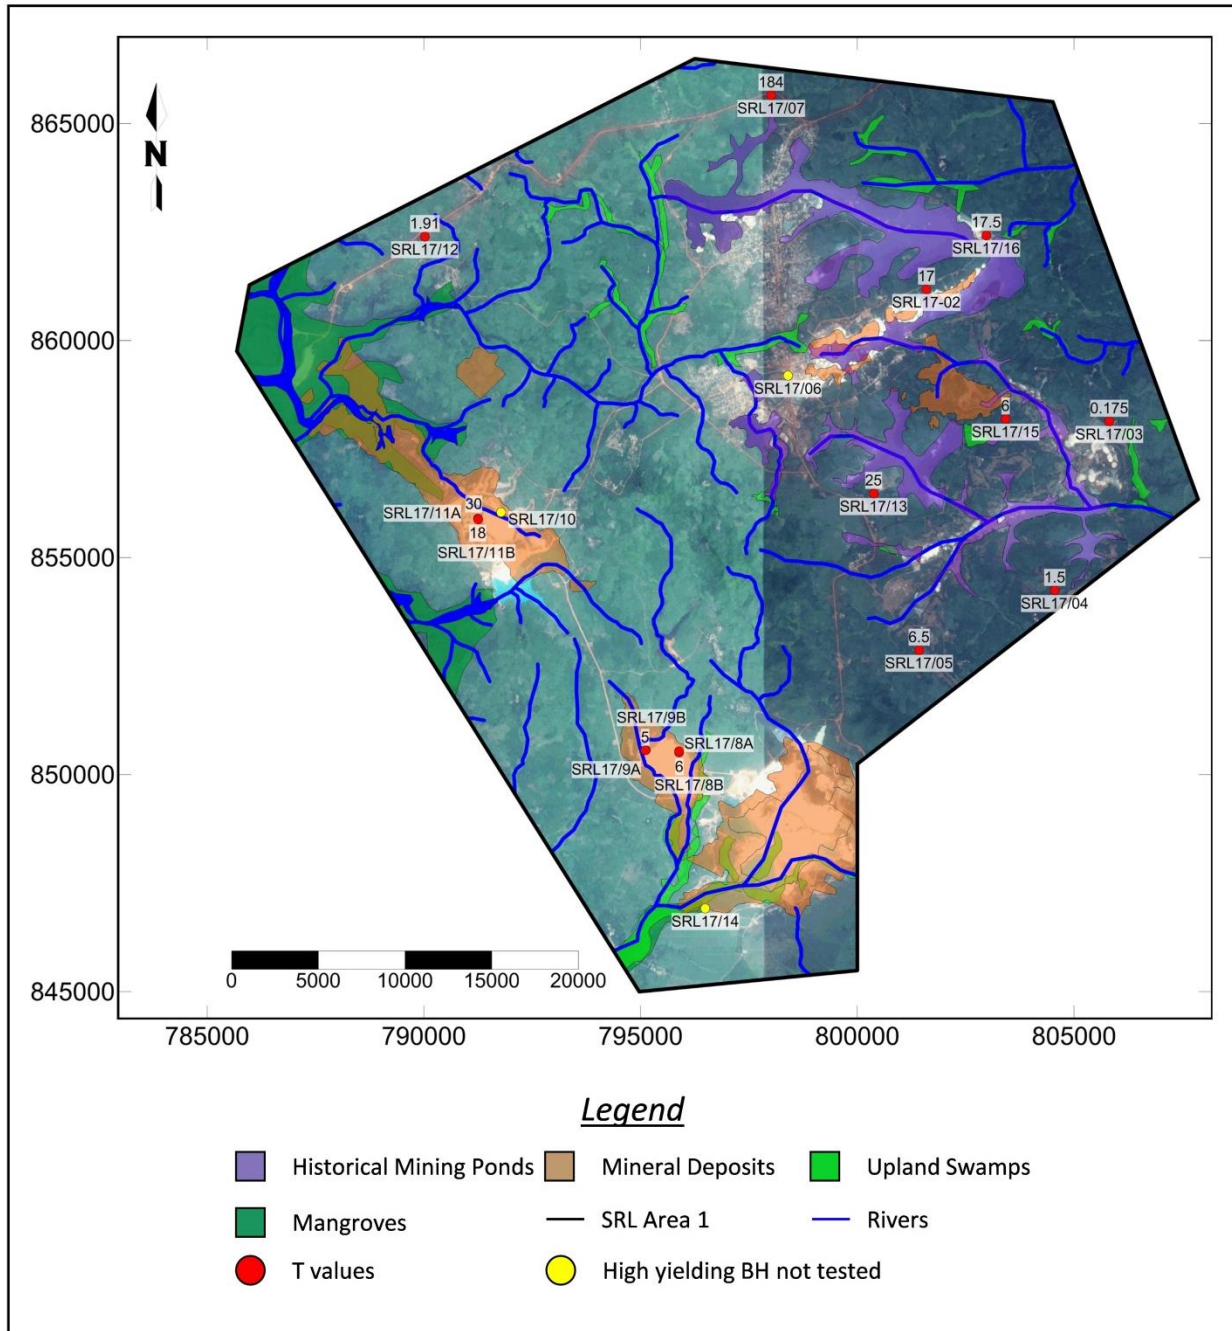 865000
860000
855000
850000
845000
N
184
SRL17/07
1.91
SRL17/12
17.5
SRL17/16
17
SRL17-02
SRL17/06
6
SRL17/15
0.175
SRL17/03
25
SRL17/13
SRL17/11A
30
SRL17/10
18
SRL17/11B
1.5
SRL17/04
6.5
SRL17/05
SRL17/9B
5
SRL17/8A
SRL17/9A
6
SRL17/8B
SRL17/14
0 5000 10000 15000 20000
785000 790000 795000 800000 805000
Legend
Historical Mining Ponds Mineral Deposits Upland Swamps
Mangroves SRL Area 1 Rivers
T values High yielding BH not tested